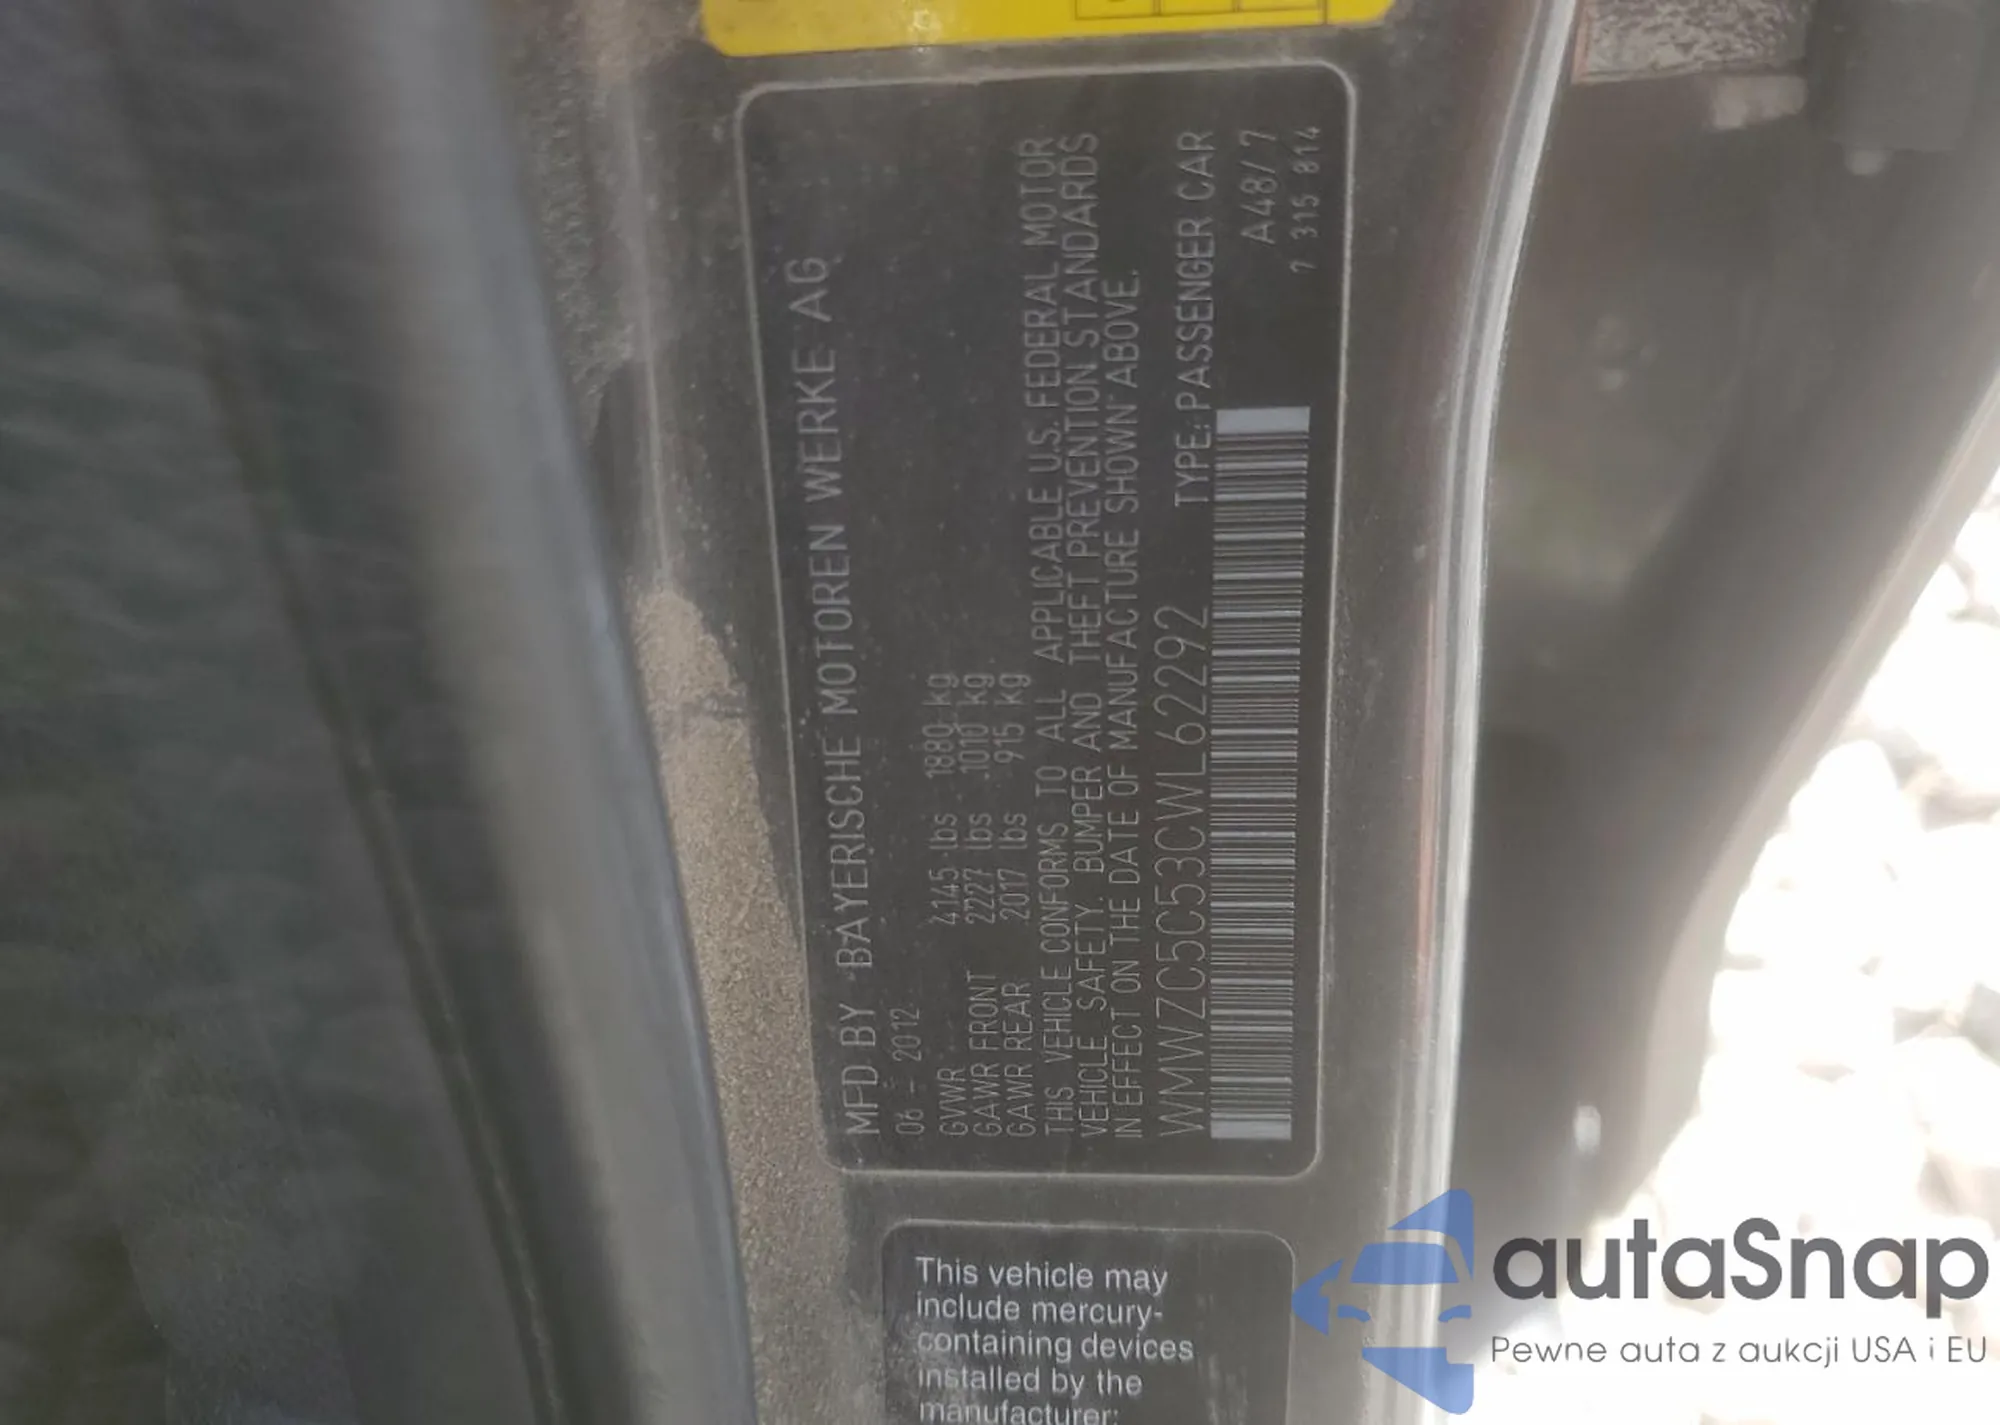 MFD BY BAYERISCHE MOTOREN WERKE AG
06 - 2012
GVWR 4145 lbs 1880 kg
GAWR FRONT 2227 lbs 1010 kg
GAWR REAR 2017 lbs 915 kg
THIS VEHICLE CONFORMS TO ALL APPLICABLE U.S. FEDERAL MOTOR
VEHICLE SAFETY, BUMPER AND THEFT PREVENTION STANDARDS
IN EFFECT ON THE DATE OF MANUFACTURE SHOWN ABOVE.
WMWZC5C53CWL62292 TYPE: PASSENGER CAR
A48/7
7 315 814
This vehicle may
include mercury-
containing devices
installed by the
manufacturer:
autaSnap
Pewne auta z aukcji USA i EU